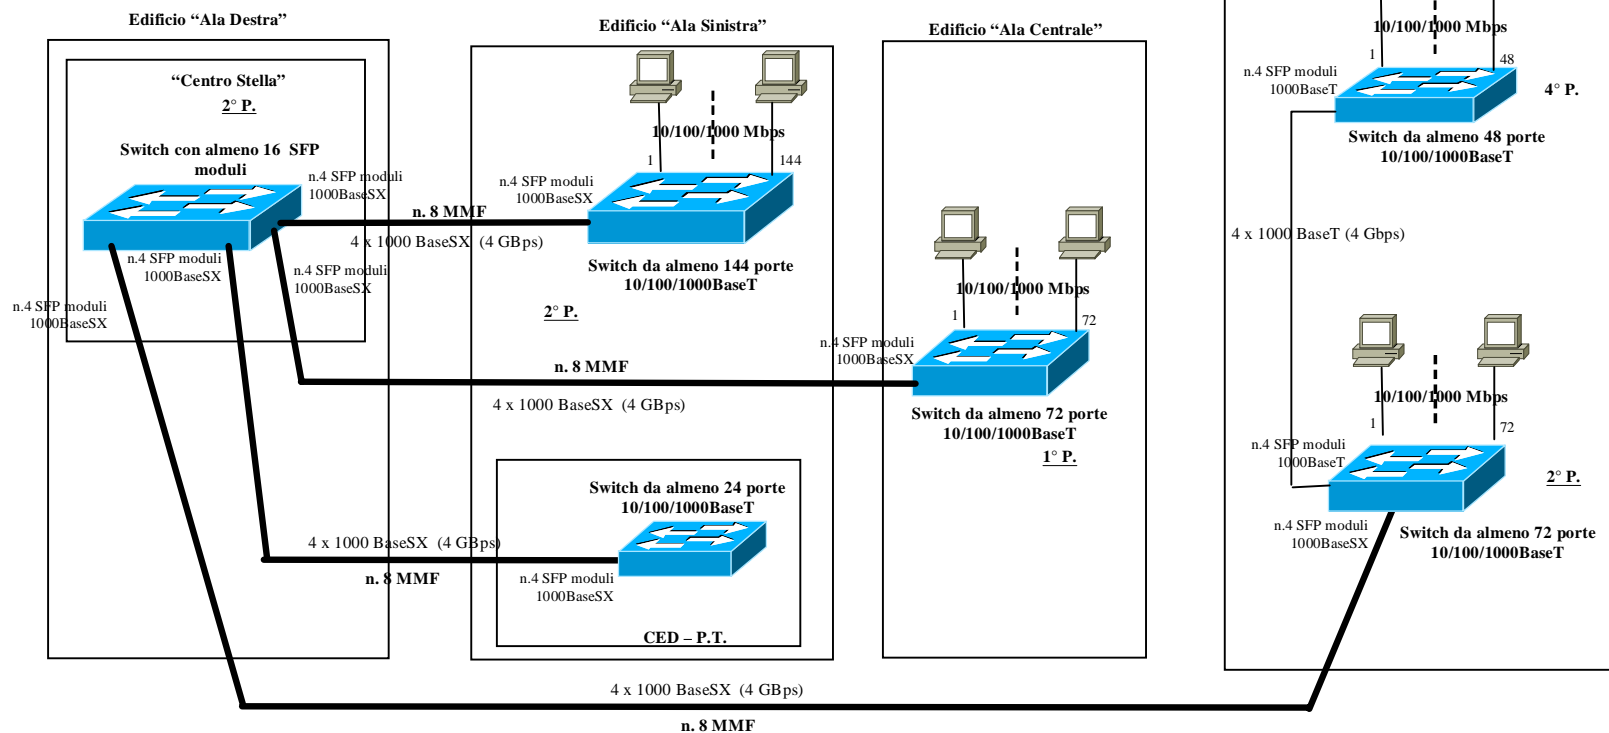 Edificio “Ala Destra”
“Centro Stella”
2° P.
Switch con almeno 16 SFP
moduli
n.4 SFP moduli
1000BaseSX
n.4 SFP moduli
1000BaseSX
n.4 SFP moduli
1000BaseSX
n.4 SFP moduli
1000BaseSX
n. 8 MMF
4 x 1000 BaseSX (4 GBps)
Edificio “Ala Sinistra”
10/100/1000 Mbps
1
144
n.4 SFP moduli
1000BaseSX
Switch da almeno 144 porte
10/100/1000BaseT
2° P.
n. 8 MMF
4 x 1000 BaseSX (4 GBps)
Switch da almeno 24 porte
10/100/1000BaseT
4 x 1000 BaseSX (4 GBps)
n. 8 MMF
n.4 SFP moduli
1000BaseSX
CED – P.T.
Edificio “Ala Centrale”
10/100/1000 Mbps
1
72
n.4 SFP moduli
1000BaseSX
Switch da almeno 72 porte
10/100/1000BaseT
1° P.
10/100/1000 Mbps
1
48
n.4 SFP moduli
1000BaseT
4° P.
Switch da almeno 48 porte
10/100/1000BaseT
4 x 1000 BaseT (4 Gbps)
10/100/1000 Mbps
1
72
n.4 SFP moduli
1000BaseT
2° P.
n.4 SFP moduli
1000BaseSX
Switch da almeno 72 porte
10/100/1000BaseT
4 x 1000 BaseSX (4 GBps)
n. 8 MMF